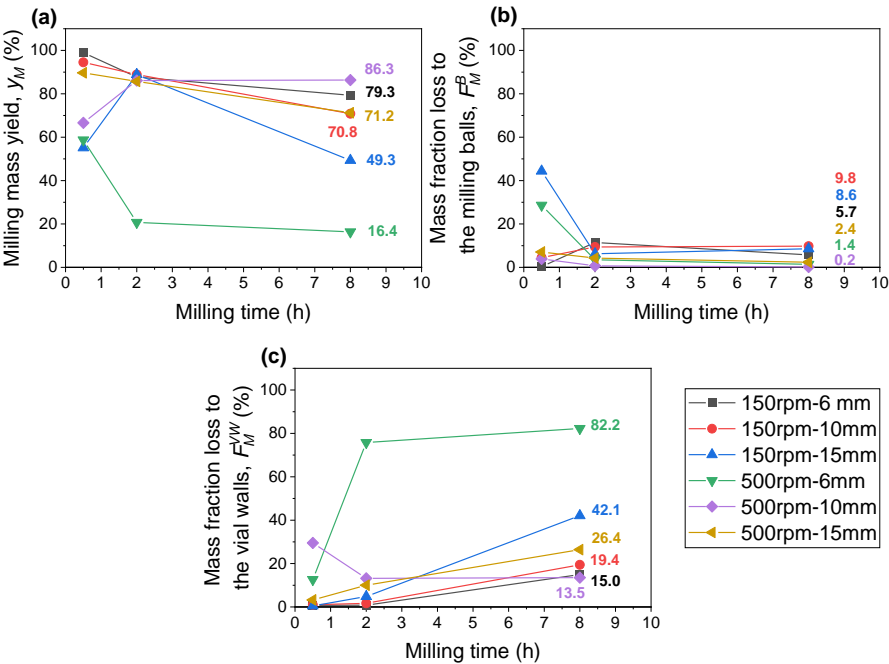 (a)
Milling mass yield, y_M (%)
100
80
60
40
20
0
86.3
79.3
71.2
70.8
49.3
16.4
0 1 2 3 4 5 6 7 8 9 10
Milling time (h)
(b)
Mass fraction loss to
the milling balls, F_M^B (%)
100
80
60
40
20
0
9.8
8.6
5.7
2.4
1.4
0.2
0 1 2 3 4 5 6 7 8 9 10
Milling time (h)
(c)
Mass fraction loss to
the vial walls, F_M^VW (%)
100
80
60
40
20
0
82.2
42.1
26.4
19.4
15.0
13.5
0 1 2 3 4 5 6 7 8 9 10
Milling time (h)
150rpm-6 mm
150rpm-10mm
150rpm-15mm
500rpm-6mm
500rpm-10mm
500rpm-15mm